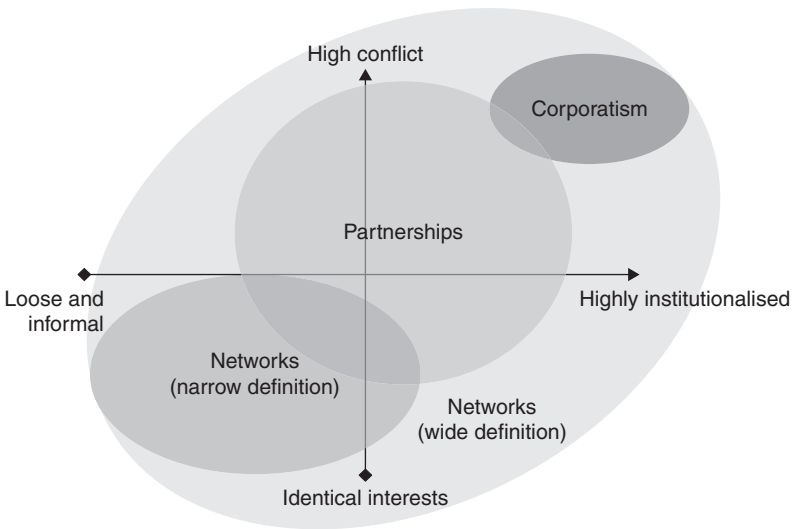 High conflict
Corporatism
Partnerships
Loose and
informal
Highly institutionalised
Networks
(narrow definition)
Networks
(wide definition)
Identical interests